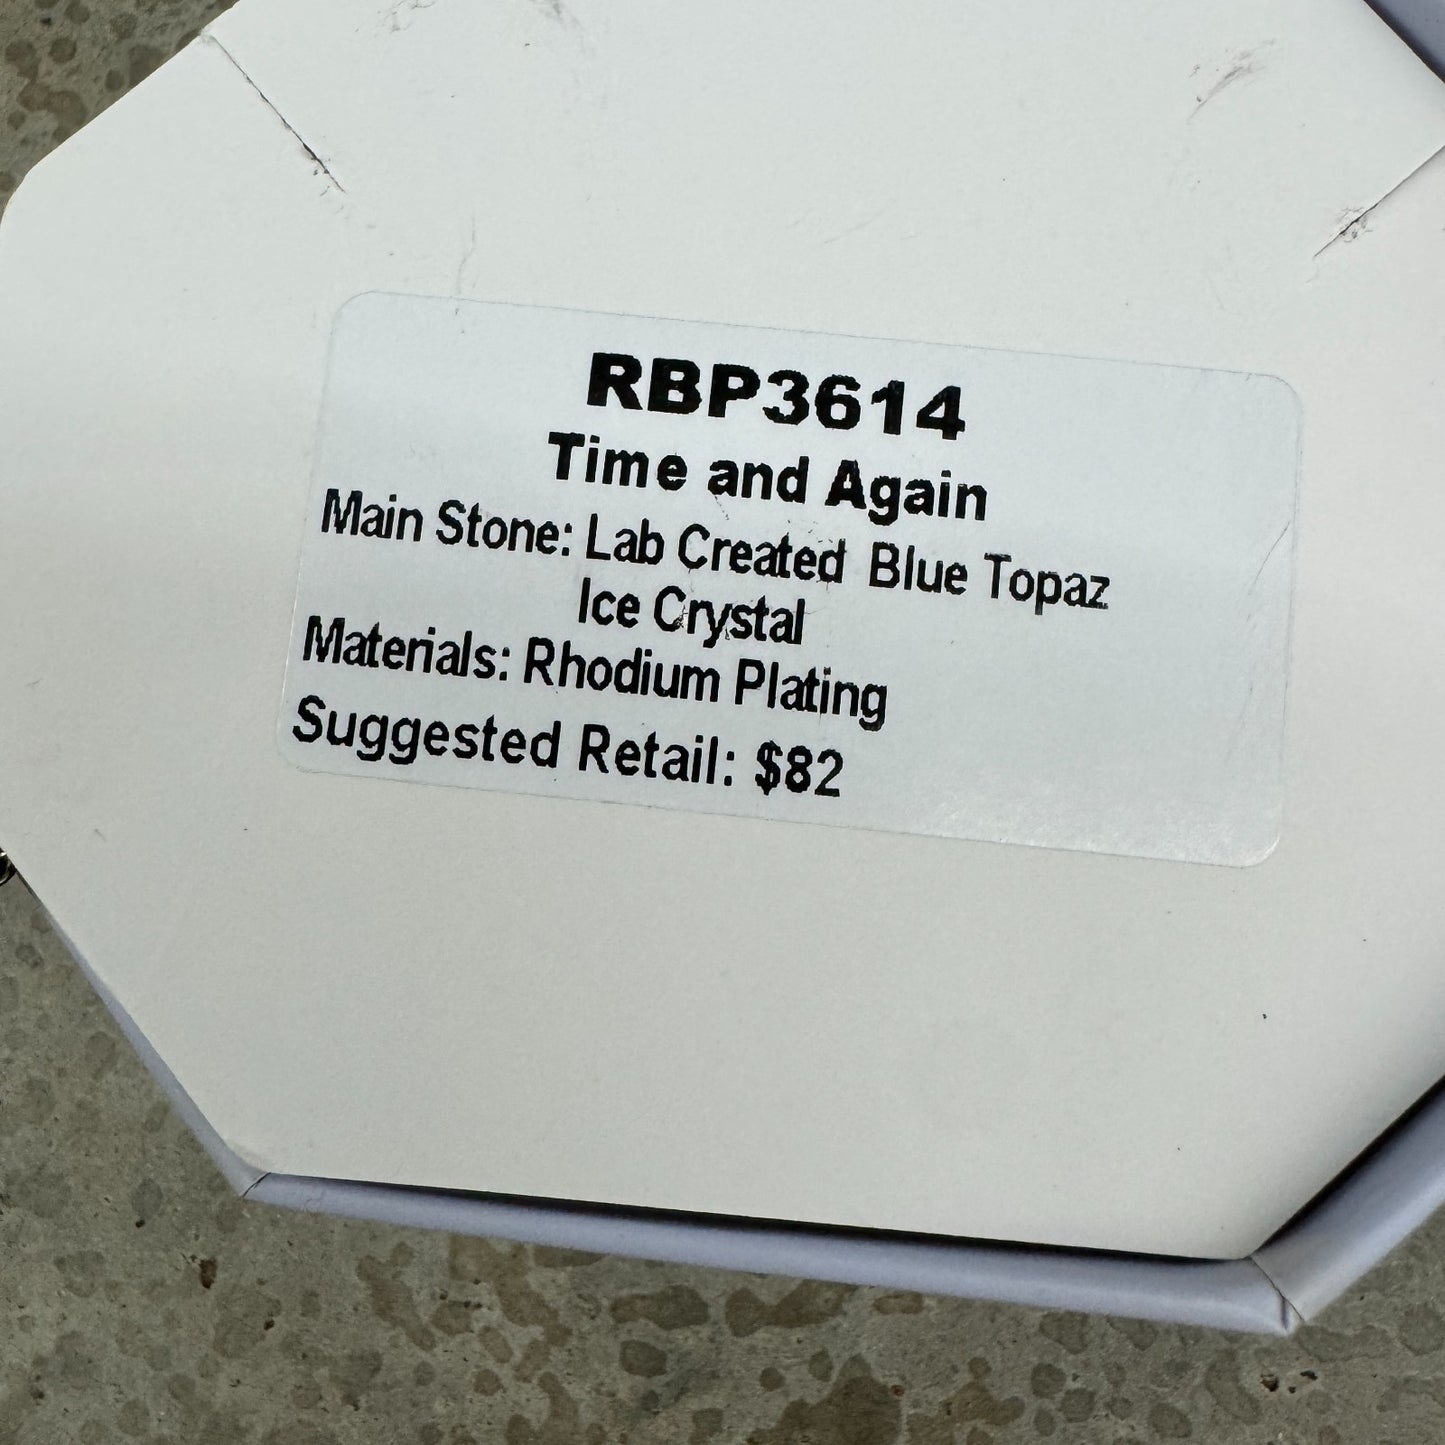 RBP3614
Time and Again
Main Stone: Lab Created Blue Topaz
Ice Crystal
Materials: Rhodium Plating
Suggested Retail: $82